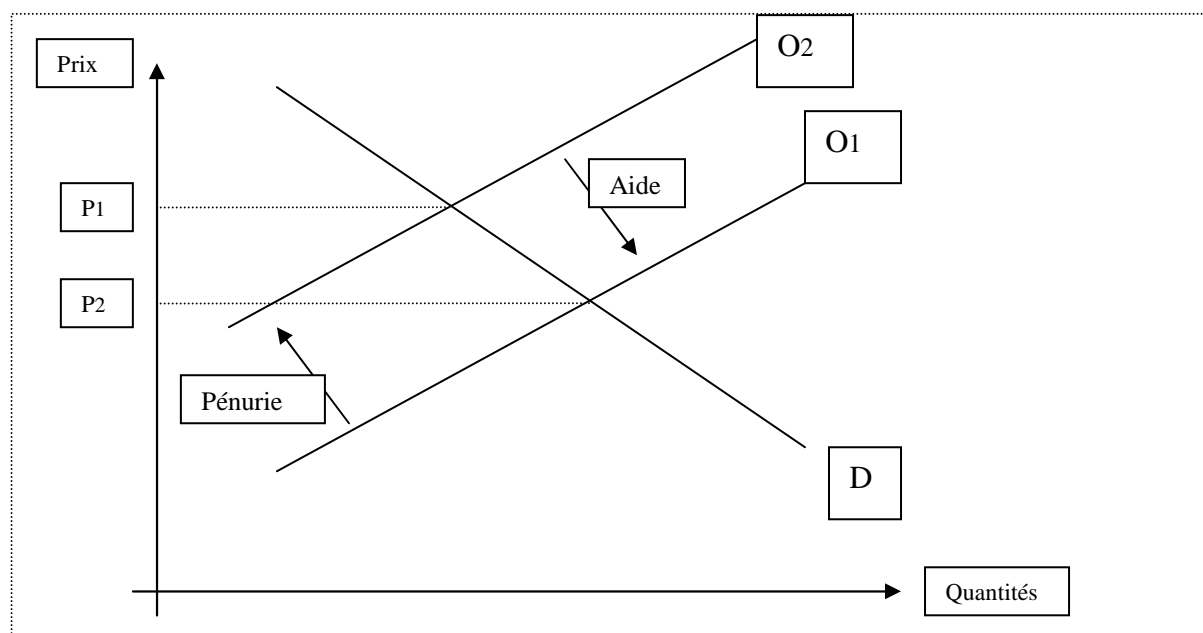 Prix
O2
O1
Aide
P1
P2
Pénurie
D
Quantités